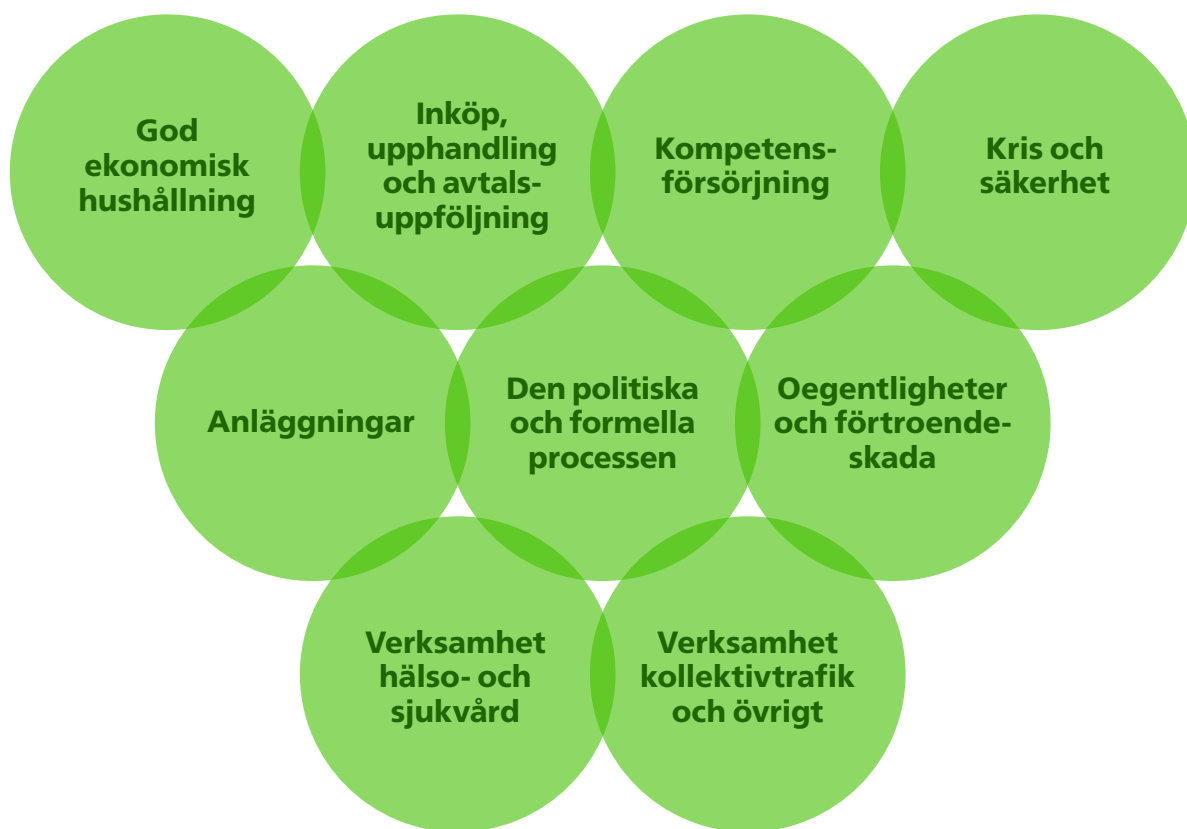 God
ekonomisk
hushållning
Inköp,
upphandling
och avtals-
uppföljning
Kompetens-
försörjning
Kris och
säkerhet
Anläggningar
Den politiska
och formella
processen
Oegentligheter
och förtroende-
skada
Verksamhet
hälso- och
sjukvård
Verksamhet
kollektivtrafik
och övrigt